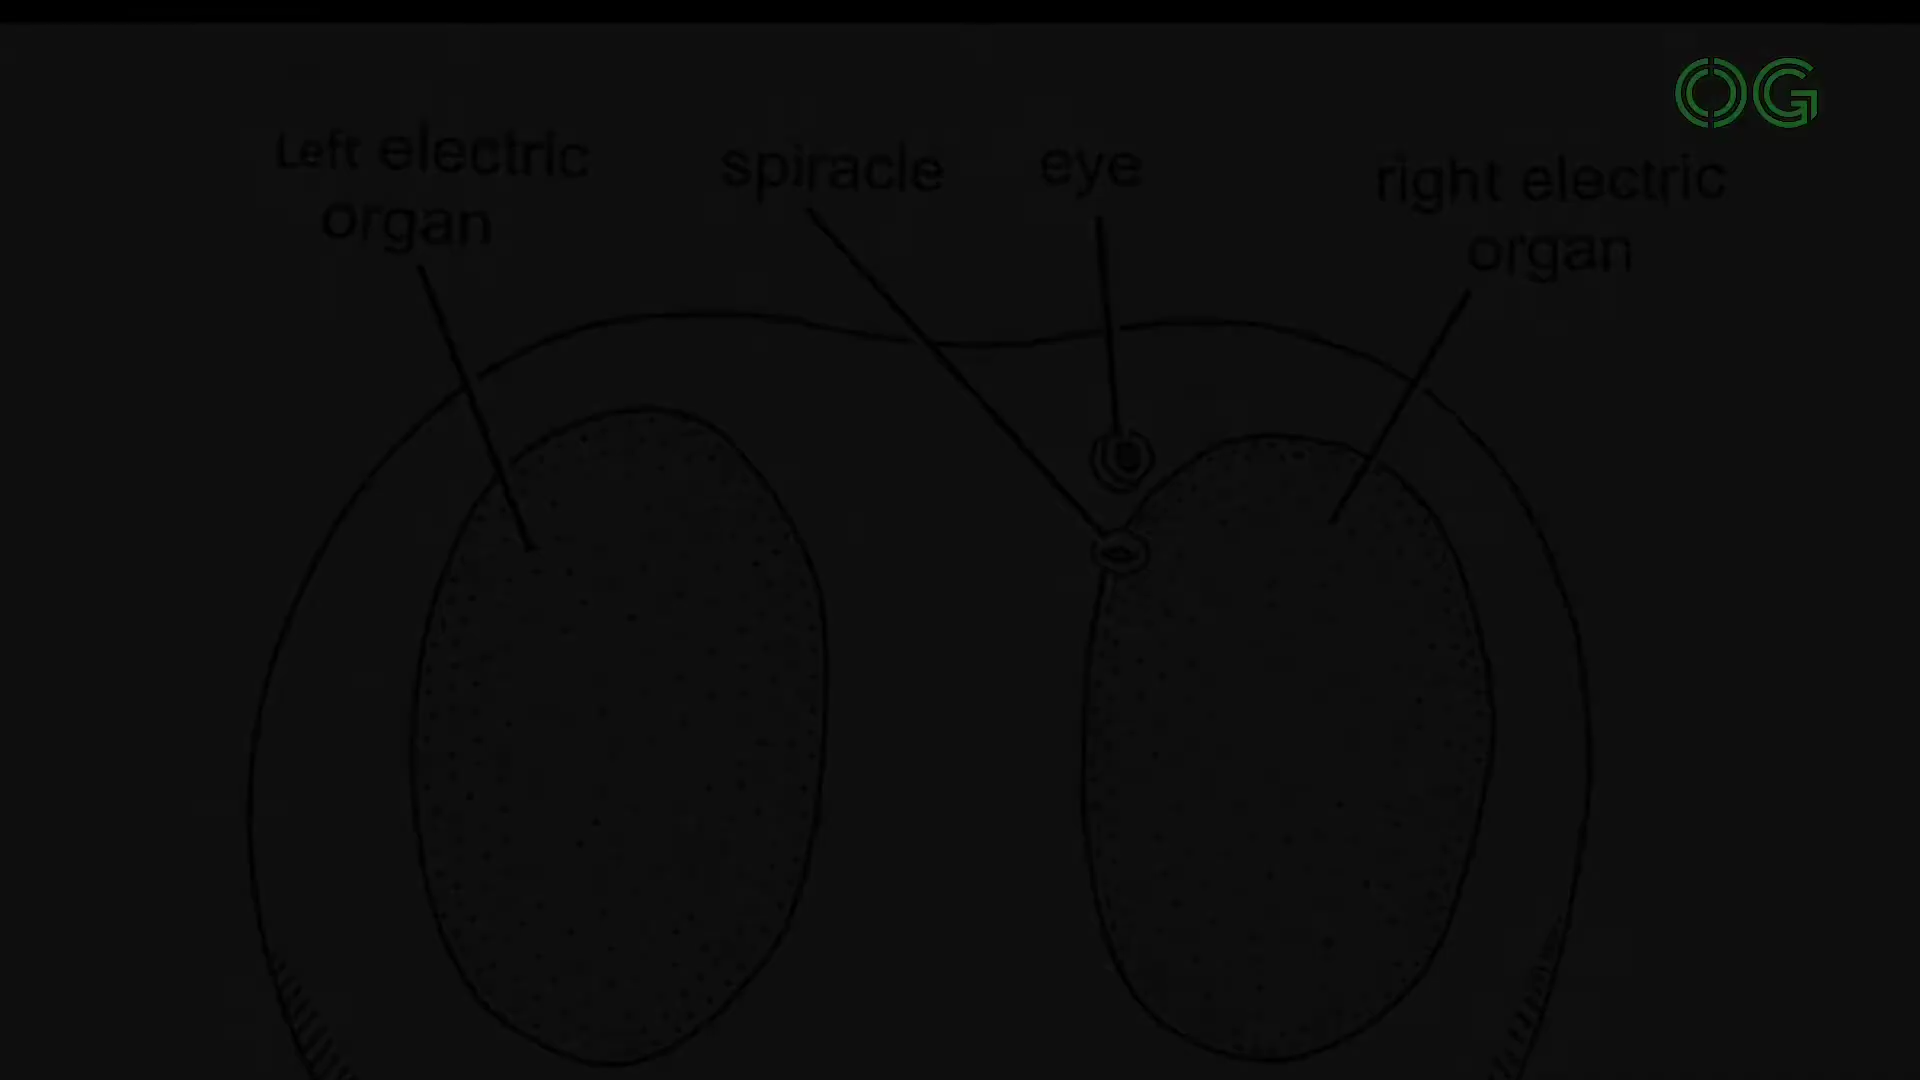 OG
Left electric
organ
spiracle
eye
right electric
organ